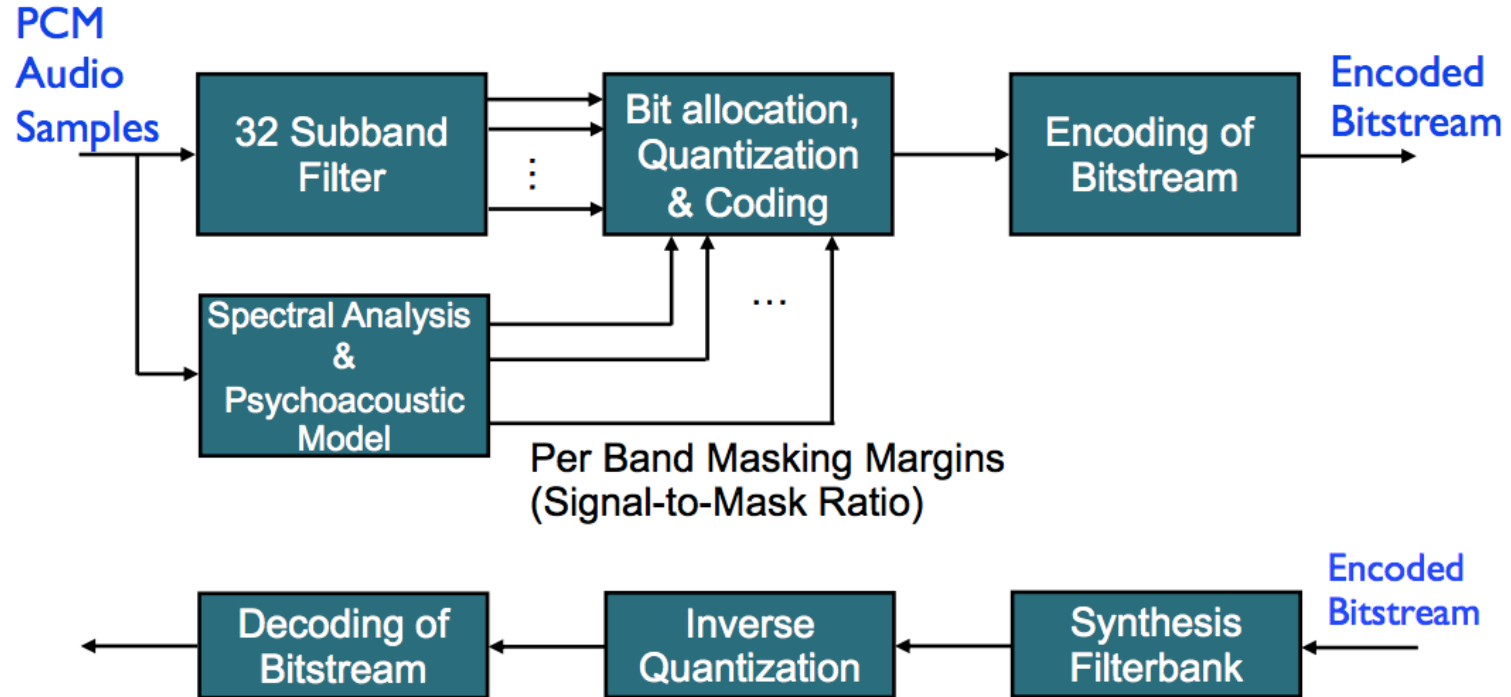 PCM
Audio
Samples
32 Subband
Filter
⋮
Bit allocation,
Quantization
& Coding
Encoding of
Bitstream
Encoded
Bitstream
Spectral Analysis
&
Psychoacoustic
Model
...
Per Band Masking Margins
(Signal-to-Mask Ratio)
Decoding of
Bitstream
Inverse
Quantization
Synthesis
Filterbank
Encoded
Bitstream